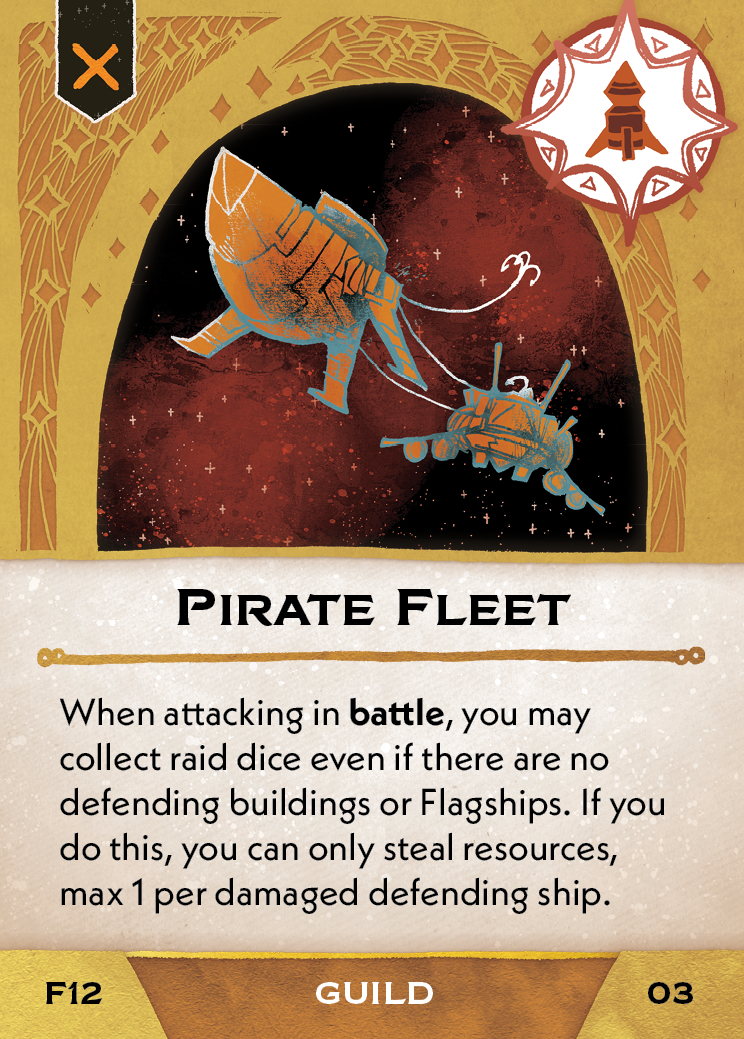 Pirate Fleet
When attacking in battle, you may
collect raid dice even if there are no
defending buildings or Flagships. If you
do this, you can only steal resources,
max 1 per damaged defending ship.
F12 GUILD 03